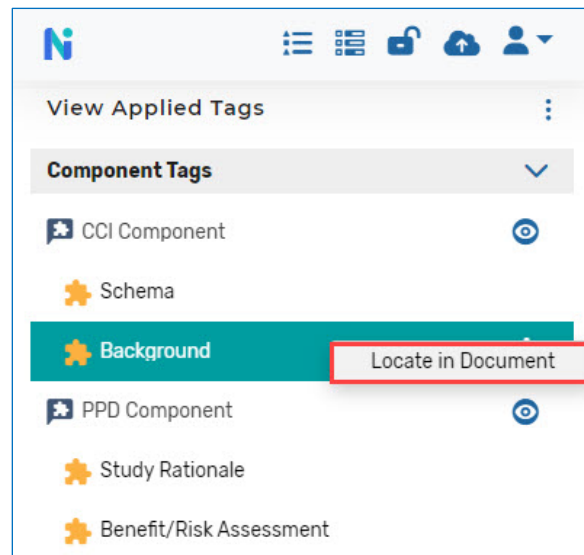 View Applied Tags
Component Tags
CCI Component
Schema
Background
Locate in Document
PPD Component
Study Rationale
Benefit/Risk Assessment